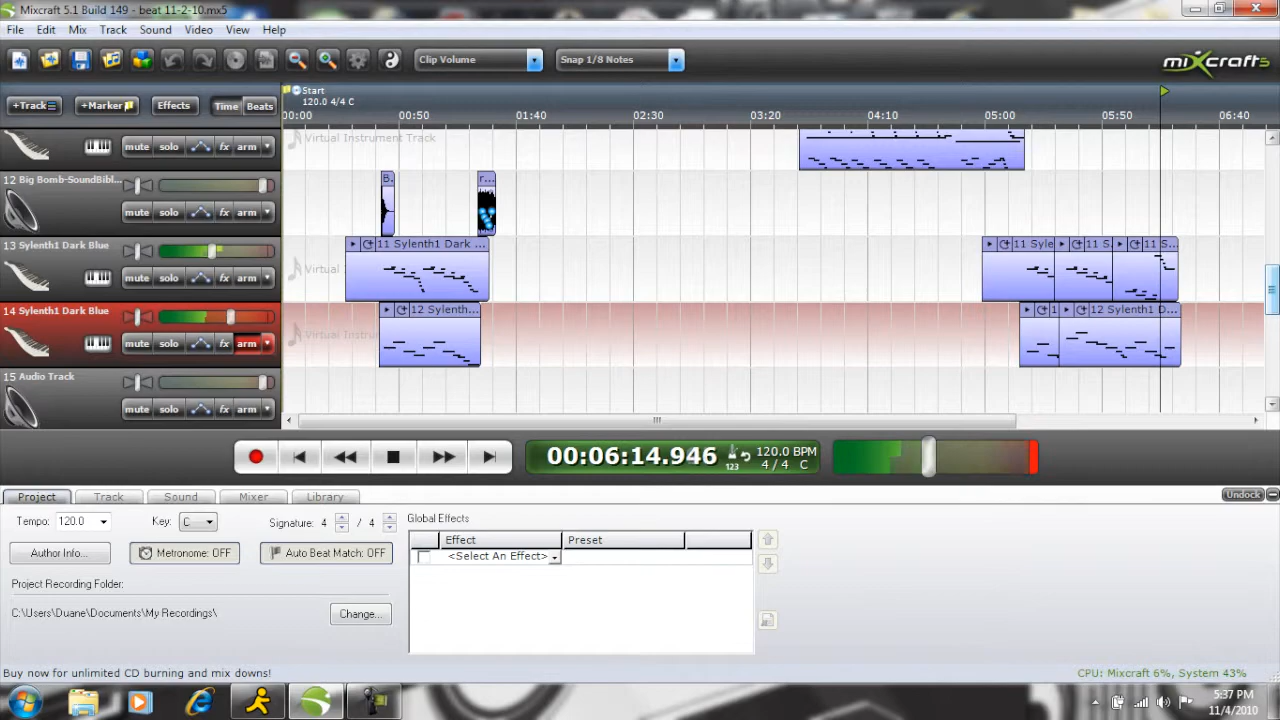 Mixcraft 5.1 Build 149 - beat 11-2-10.mx5
File Edit Mix Track Sound Video View Help
Clip Volume Snap 1/8 Notes mixcraft5
+Track +Marker Effects Time Beats
Start
120.0 4/4 C
00:00 00:50 01:40 02:30 03:20 04:10 05:00 05:50 06:40
Virtual Instrument Track
mute solo fx arm
12 Big Bomb-SoundBibl... B. r...
mute solo fx arm
13 Sylenth1 Dark Blue 11 Sylenth1 Dark ... 11 Syle 11 S. 11 S...
mute solo fx arm Virtual I
14 Sylenth1 Dark Blue 12 Sylenth... 1 12 Sylenth1 D...
mute solo fx arm Virtual Instru
15 Audio Track
mute solo fx arm
00:06:14.946 123 120.0 BPM
4 / 4 C
Project Track Sound Mixer Library Undock
Tempo: 120.0 Key: C Signature: 4 / 4 Global Effects
Effect Preset
Author Info... Metronome: OFF Auto Beat Match: OFF <Select An Effect>
Project Recording Folder:
C:\Users\Duane\Documents\My Recordings\ Change...
Buy now for unlimited CD burning and mix downs! CPU: Mixcraft 6%, System 43%
5:37 PM
11/4/2010